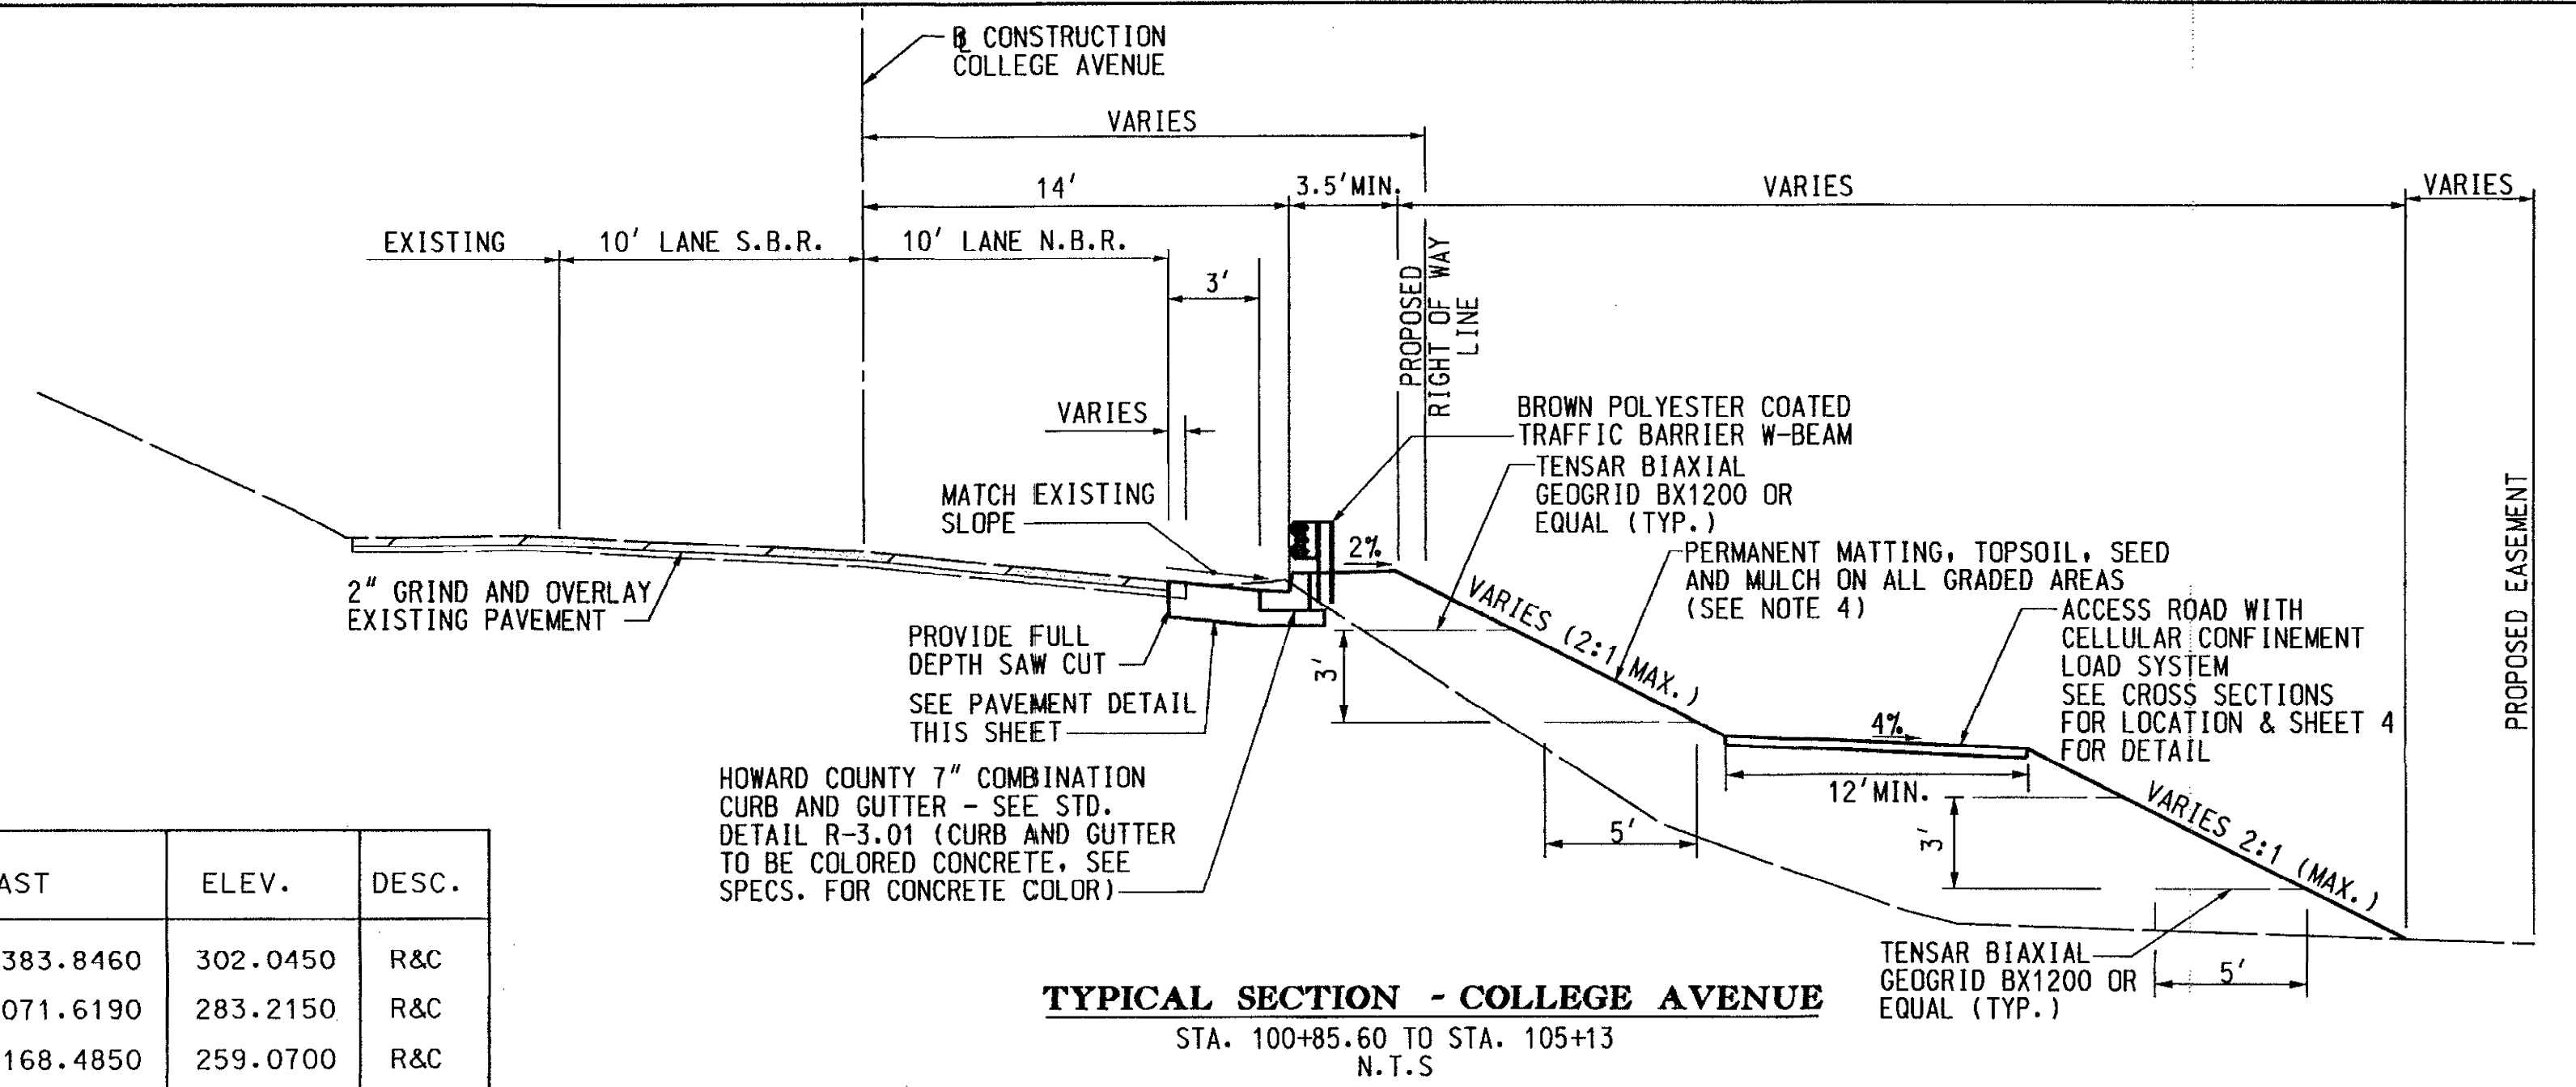 ℄ CONSTRUCTION
COLLEGE AVENUE
VARIES
14'
3.5'MIN.
VARIES
VARIES
EXISTING
10' LANE S.B.R.
10' LANE N.B.R.
3'
PROPOSED
RIGHT OF WAY
LINE
VARIES
BROWN POLYESTER COATED
TRAFFIC BARRIER W-BEAM
TENSAR BIAXIAL
GEOGRID BX1200 OR
EQUAL (TYP.)
MATCH EXISTING
SLOPE
2%
PERMANENT MATTING, TOPSOIL, SEED
AND MULCH ON ALL GRADED AREAS
(SEE NOTE 4)
PROPOSED EASEMENT
2" GRIND AND OVERLAY
EXISTING PAVEMENT
VARIES (2:1 MAX.)
ACCESS ROAD WITH
CELLULAR CONFINEMENT
LOAD SYSTEM
SEE CROSS SECTIONS
FOR LOCATION & SHEET 4
FOR DETAIL
PROVIDE FULL
DEPTH SAW CUT
3'
SEE PAVEMENT DETAIL
THIS SHEET
4%
12'MIN.
HOWARD COUNTY 7" COMBINATION
CURB AND GUTTER - SEE STD.
DETAIL R-3.01 (CURB AND GUTTER
TO BE COLORED CONCRETE, SEE
SPECS. FOR CONCRETE COLOR)
5'
3'
VARIES 2:1 (MAX.)
TENSAR BIAXIAL
GEOGRID BX1200 OR
EQUAL (TYP.)
5'
AST ELEV. DESC.
383.8460 302.0450 R&C
071.6190 283.2150 R&C
168.4850 259.0700 R&C
TYPICAL SECTION - COLLEGE AVENUE
STA. 100+85.60 TO STA. 105+13
N.T.S